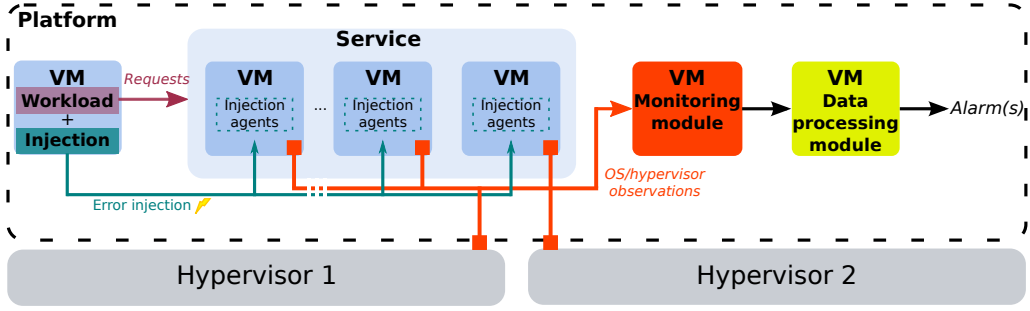 Platform
Service
VM
Workload
+
Injection
Requests
VM
Injection
agents
...
VM
Injection
agents
VM
Injection
agents
VM
Monitoring
module
VM
Data
processing
module
Alarm(s)
OS/hypervisor
observations
Error injection
Hypervisor 1
Hypervisor 2